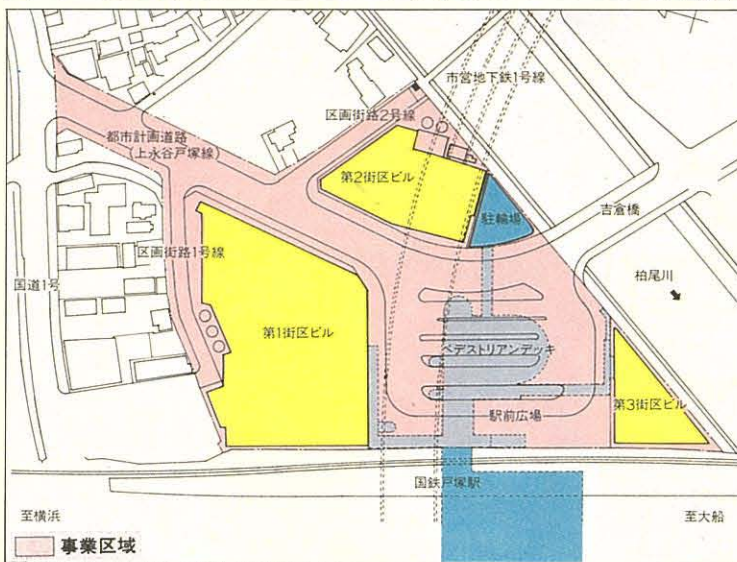 市営地下鉄1号線
区画街路2号線
都市計画道路
(上永谷戸塚線)
第2街区ビル
駐輪場
吉倉橋
区画街路1号線
国道1号
柏尾川
第1街区ビル
ペデストリアンデッキ
第3街区ビル
駅前広場
国鉄戸塚駅
至横浜
至大船
事業区域